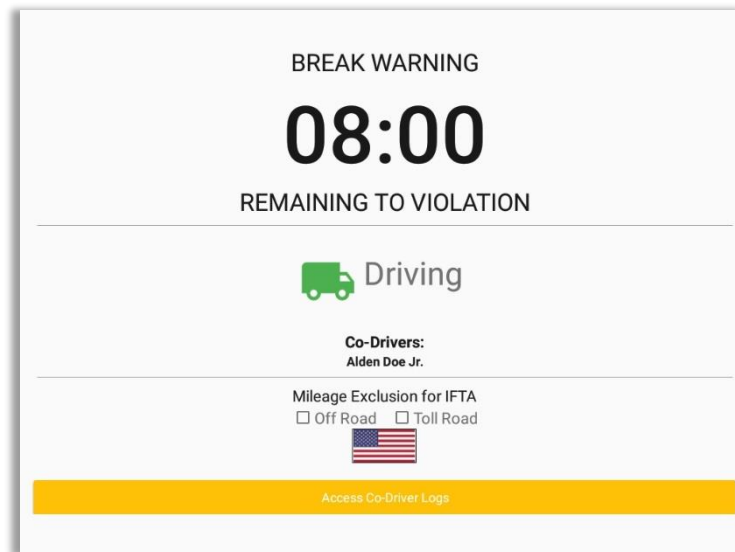 BREAK WARNING
08:00
REMAINING TO VIOLATION
Driving
Co-Drivers:
Alden Doe Jr.
Mileage Exclusion for IFTA
Off Road Toll Road
Access Co-Driver Logs